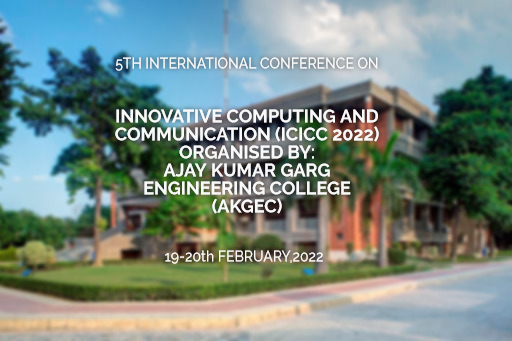 5TH INTERNATIONAL CONFERENCE ON
INNOVATIVE COMPUTING AND
COMMUNICATION (ICICC 2022)
ORGANISED BY:
AJAY KUMAR GARG
ENGINEERING COLLEGE
(AKGEC)
19-20th FEBRUARY,2022